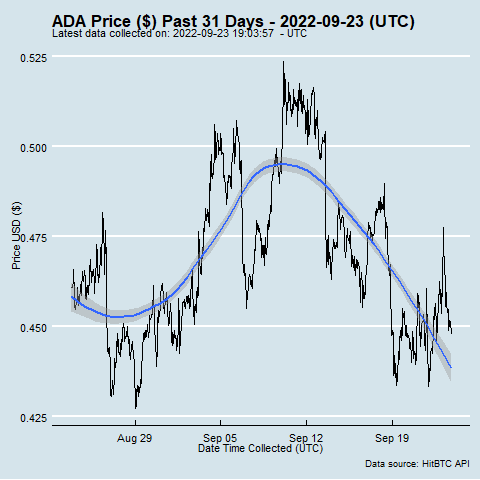 ADA Price ($) Past 31 Days - 2022-09-23 (UTC)
Latest data collected on: 2022-09-23 19:03:57 - UTC
0.525
0.500
0.475
0.450
0.425
Price USD ($)
Aug 29
Sep 05
Sep 12
Sep 19
Date Time Collected (UTC)
Data source: HitBTC API